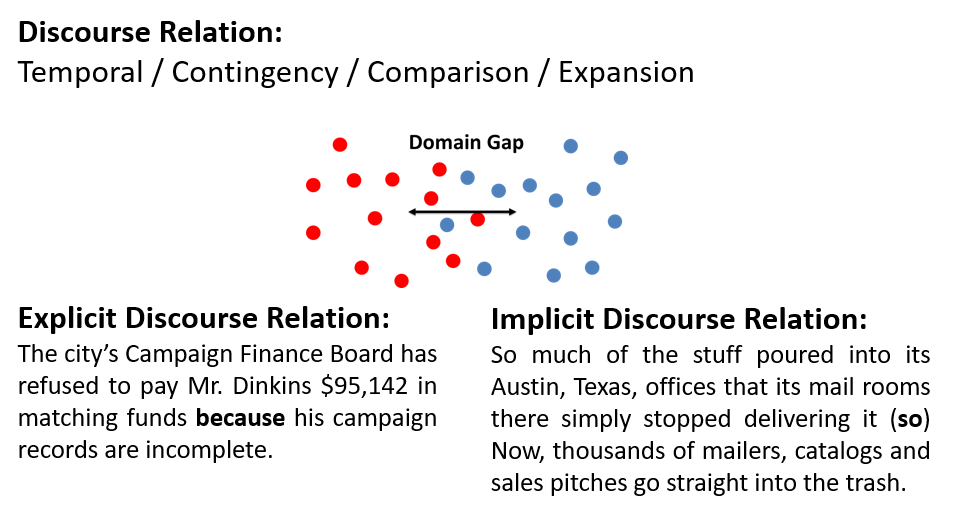 Discourse Relation:
Temporal / Contingency / Comparison / Expansion
Domain Gap
Explicit Discourse Relation:
The city’s Campaign Finance Board has
refused to pay Mr. Dinkins $95,142 in
matching funds because his campaign
records are incomplete.
Implicit Discourse Relation:
So much of the stuff poured into its
Austin, Texas, offices that its mail rooms
there simply stopped delivering it (so)
Now, thousands of mailers, catalogs and
sales pitches go straight into the trash.